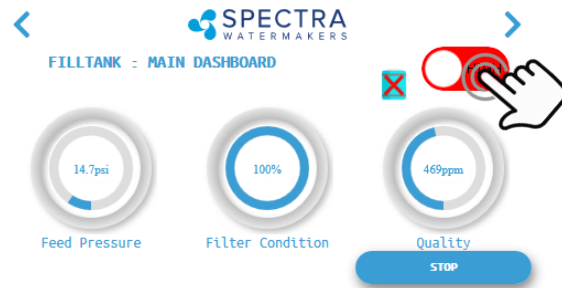 SPECTRA
WATERMAKERS
FILLTANK : MAIN DASHBOARD
14.7psi
100%
469ppm
Feed Pressure
Filter Condition
Quality
STOP